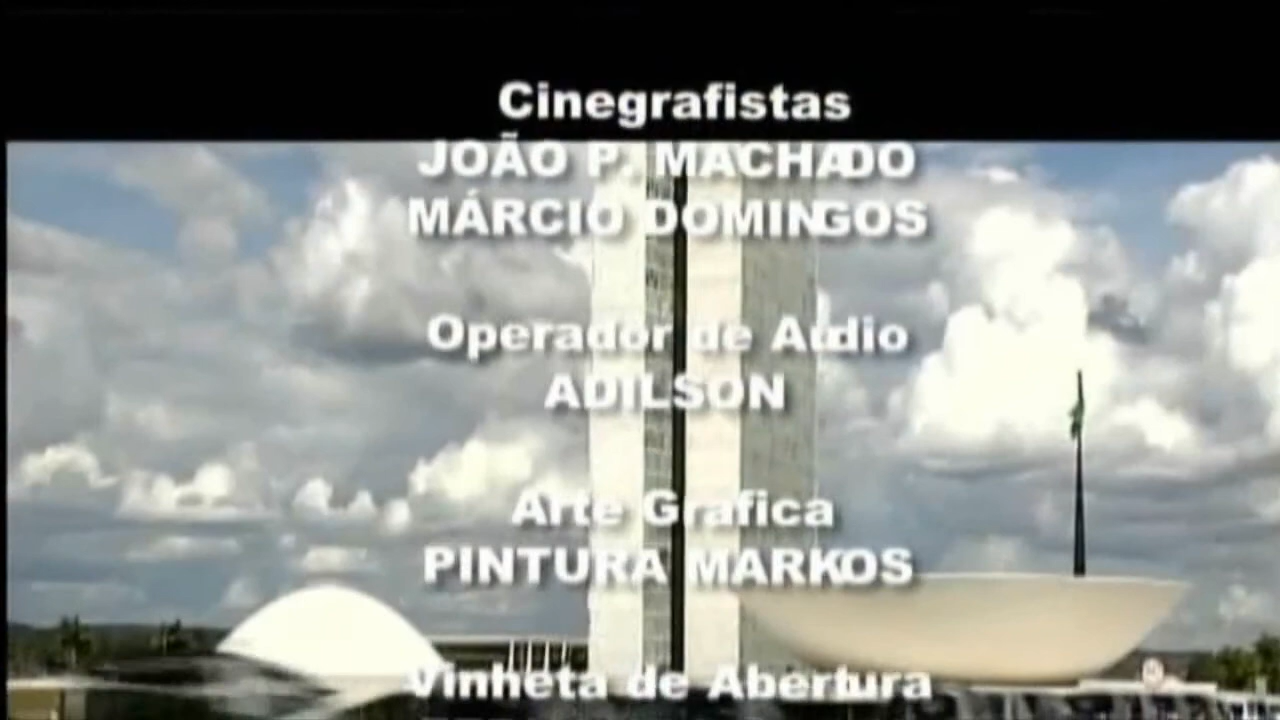 Cinegrafistas
JOÃO P. MACHADO
MÁRCIO DOMINGOS
Operador de Audio
ADILSON
Arte Grafica
PINTURA MARKOS
Vinheta de Abertura